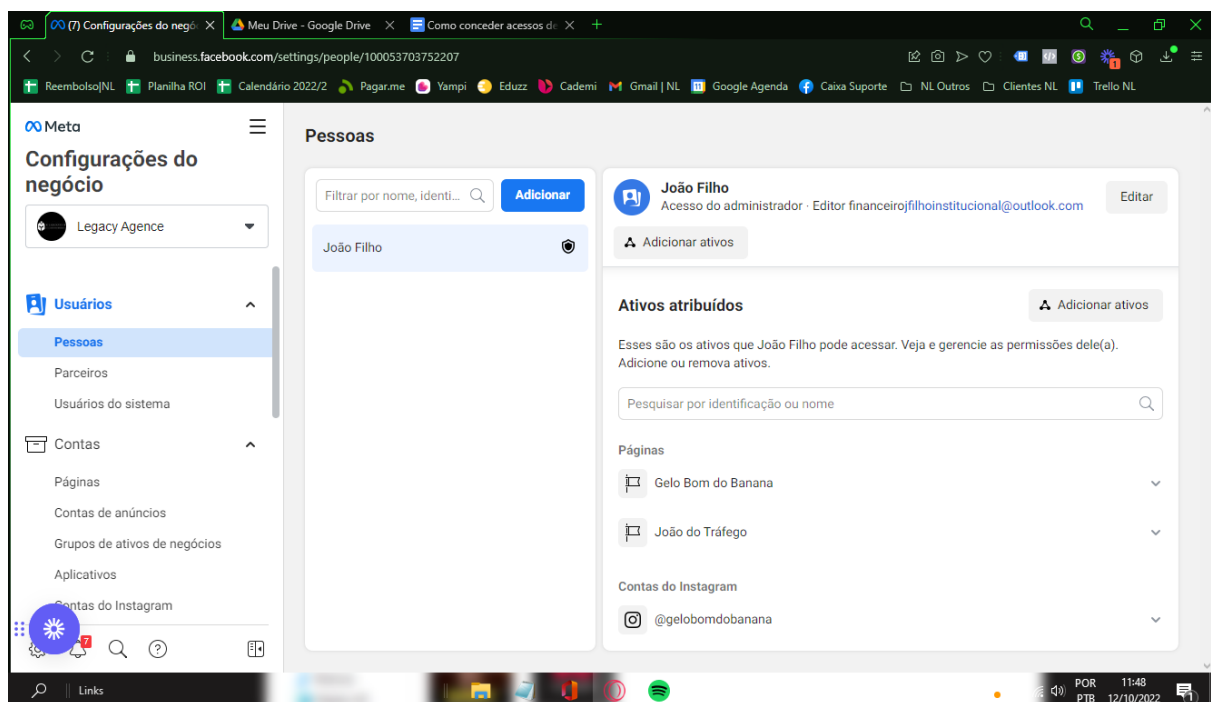 (7) Configurações do negó
Meu Drive - Google Drive
Como conceder acessos de
business.facebook.com/settings/people/100053703752207
Reembolso|NL
Planilha ROI
Calendário 2022/2
Pagar.me
Yampi
Eduzz
Cademi
Gmail | NL
Google Agenda
Caixa Suporte
NL Outros
Clientes NL
Trello NL
Meta
Configurações do
negócio
Legacy Agence
Usuários
Pessoas
Parceiros
Usuários do sistema
Contas
Páginas
Contas de anúncios
Grupos de ativos de negócios
Aplicativos
Contas do Instagram
7
Pessoas
Filtrar por nome, identi...
Adicionar
João Filho
João Filho
Acesso do administrador · Editor financeirojfilhoinstitucional@outlook.com
Editar
Adicionar ativos
Ativos atribuídos
Adicionar ativos
Esses são os ativos que João Filho pode acessar. Veja e gerencie as permissões dele(a).
Adicione ou remova ativos.
Pesquisar por identificação ou nome
Páginas
Gelo Bom do Banana
João do Tráfego
Contas do Instagram
@gelobomdobanana
Links
POR
PTB
11:48
12/10/2022